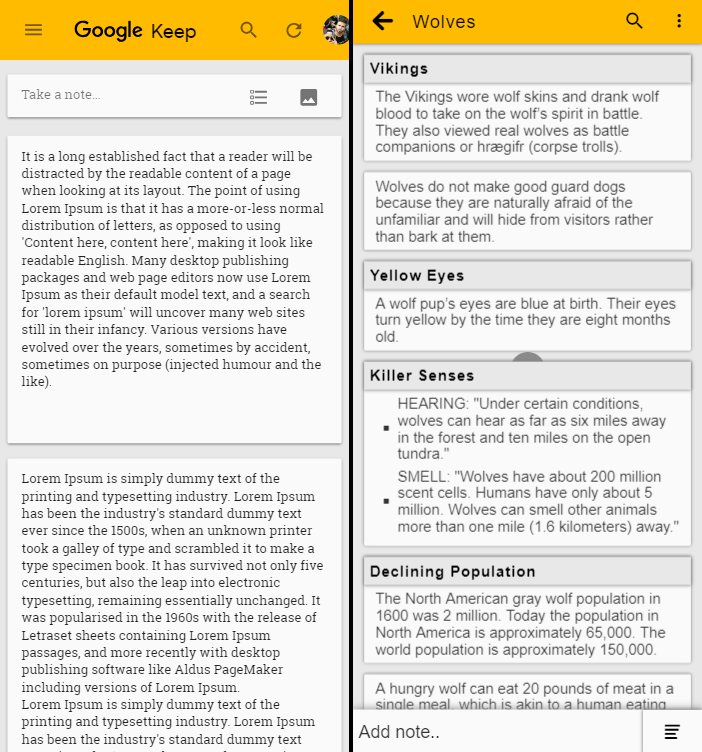 Google Keep
Take a note...
It is a long established fact that a reader will be
distracted by the readable content of a page
when looking at its layout. The point of using
Lorem Ipsum is that it has a more-or-less normal
distribution of letters, as opposed to using
'Content here, content here', making it look like
readable English. Many desktop publishing
packages and web page editors now use Lorem
Ipsum as their default model text, and a search
for 'lorem ipsum' will uncover many web sites
still in their infancy. Various versions have
evolved over the years, sometimes by accident,
sometimes on purpose (injected humour and the
like).
Lorem Ipsum is simply dummy text of the
printing and typesetting industry. Lorem Ipsum
has been the industry's standard dummy text
ever since the 1500s, when an unknown printer
took a galley of type and scrambled it to make a
type specimen book. It has survived not only five
centuries, but also the leap into electronic
typesetting, remaining essentially unchanged. It
was popularised in the 1960s with the release of
Letraset sheets containing Lorem Ipsum
passages, and more recently with desktop
publishing software like Aldus PageMaker
including versions of Lorem Ipsum.
Lorem Ipsum is simply dummy text of the
printing and typesetting industry. Lorem Ipsum
has been the industry's standard dummy text
Wolves
Vikings
The Vikings wore wolf skins and drank wolf
blood to take on the wolf's spirit in battle.
They also viewed real wolves as battle
companions or hrægifr (corpse trolls).
Wolves do not make good guard dogs
because they are naturally afraid of the
unfamiliar and will hide from visitors rather
than bark at them.
Yellow Eyes
A wolf pup's eyes are blue at birth. Their eyes
turn yellow by the time they are eight months
old.
Killer Senses
HEARING: "Under certain conditions,
wolves can hear as far as six miles away
in the forest and ten miles on the open
tundra."
SMELL: "Wolves have about 200 million
scent cells. Humans have only about 5
million. Wolves can smell other animals
more than one mile (1.6 kilometers) away."
Declining Population
The North American gray wolf population in
1600 was 2 million. Today the population in
North America is approximately 65,000. The
world population is approximately 150,000.
A hungry wolf can eat 20 pounds of meat in a
single meal, which is akin to a human eating
Add note..